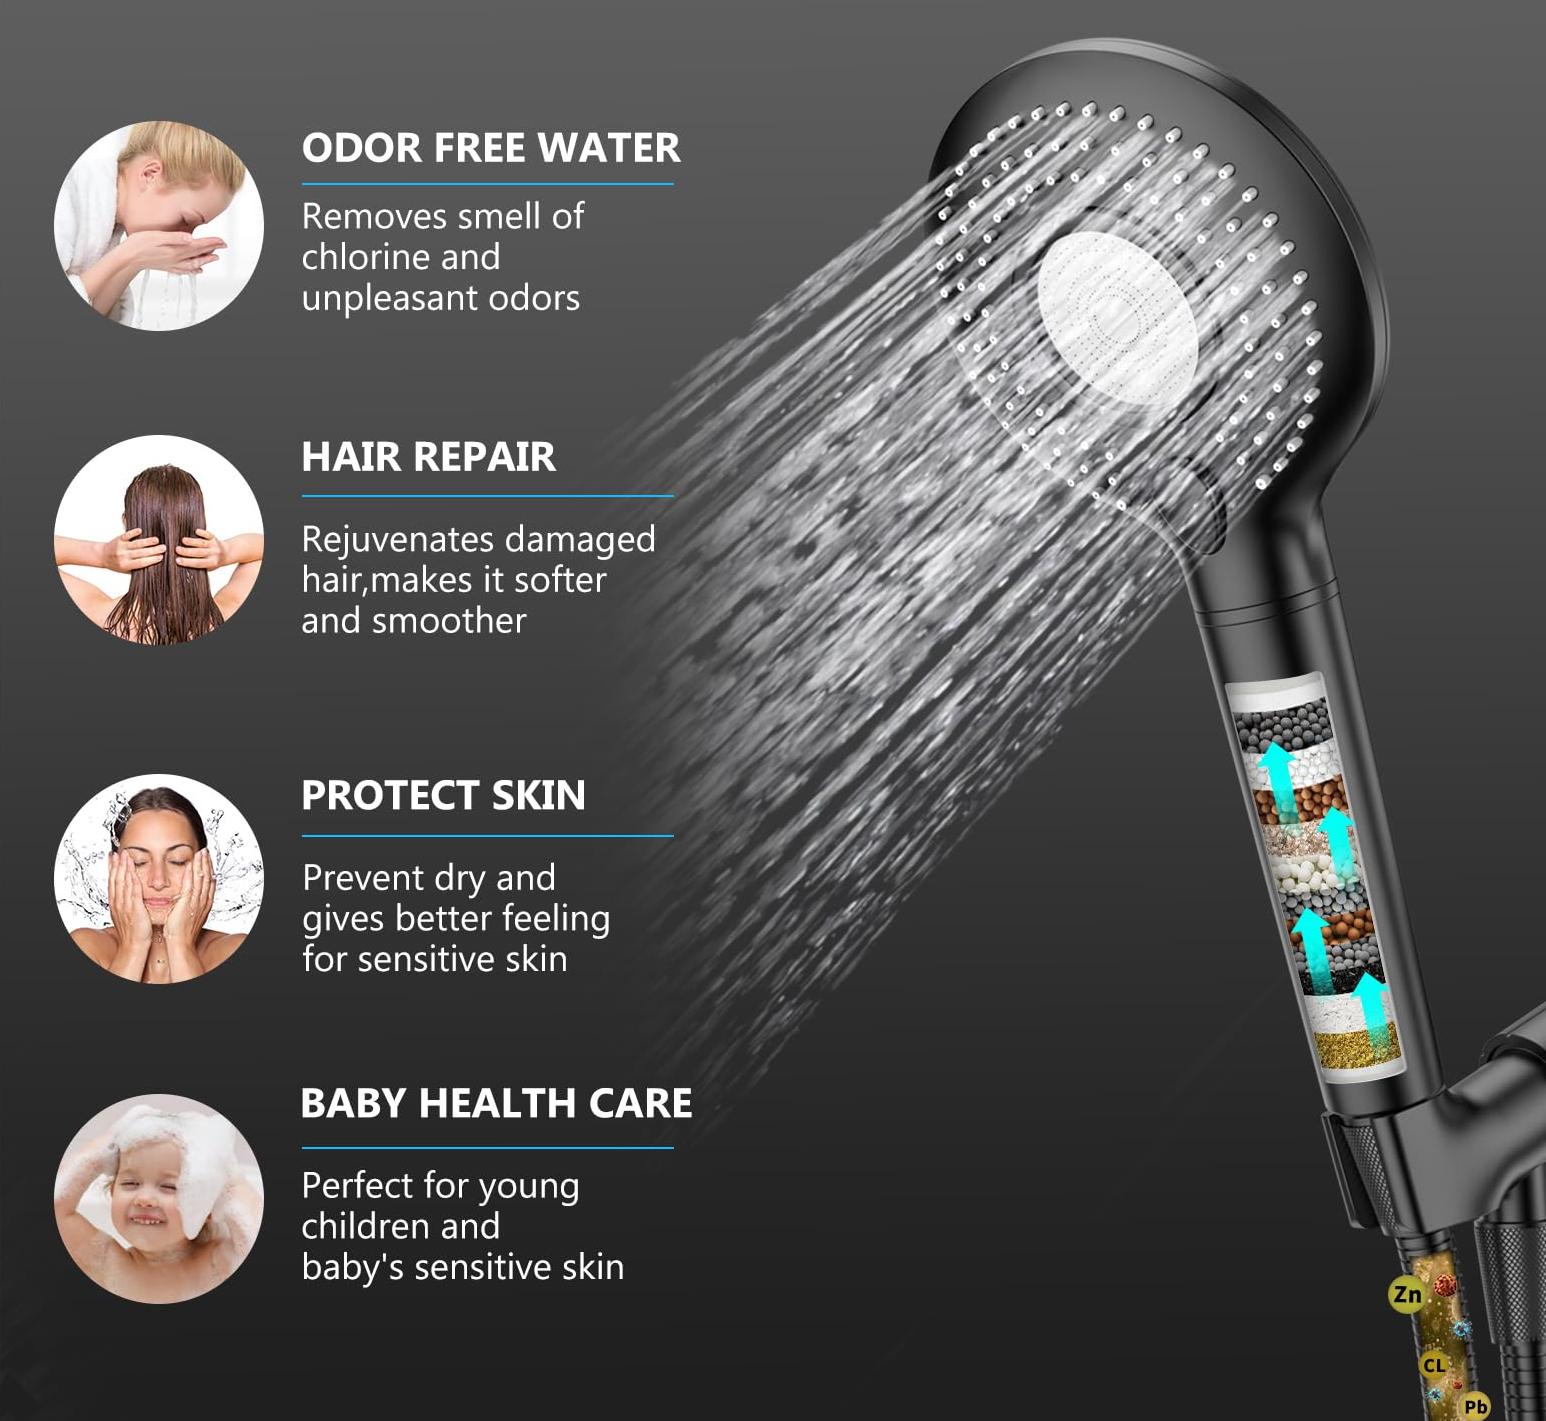 ODOR FREE WATER
Removes smell of
chlorine and
unpleasant odors
HAIR REPAIR
Rejuvenates damaged
hair,makes it softer
and smoother
PROTECT SKIN
Prevent dry and
gives better feeling
for sensitive skin
BABY HEALTH CARE
Perfect for young
children and
baby's sensitive skin
Zn
CL
Pb